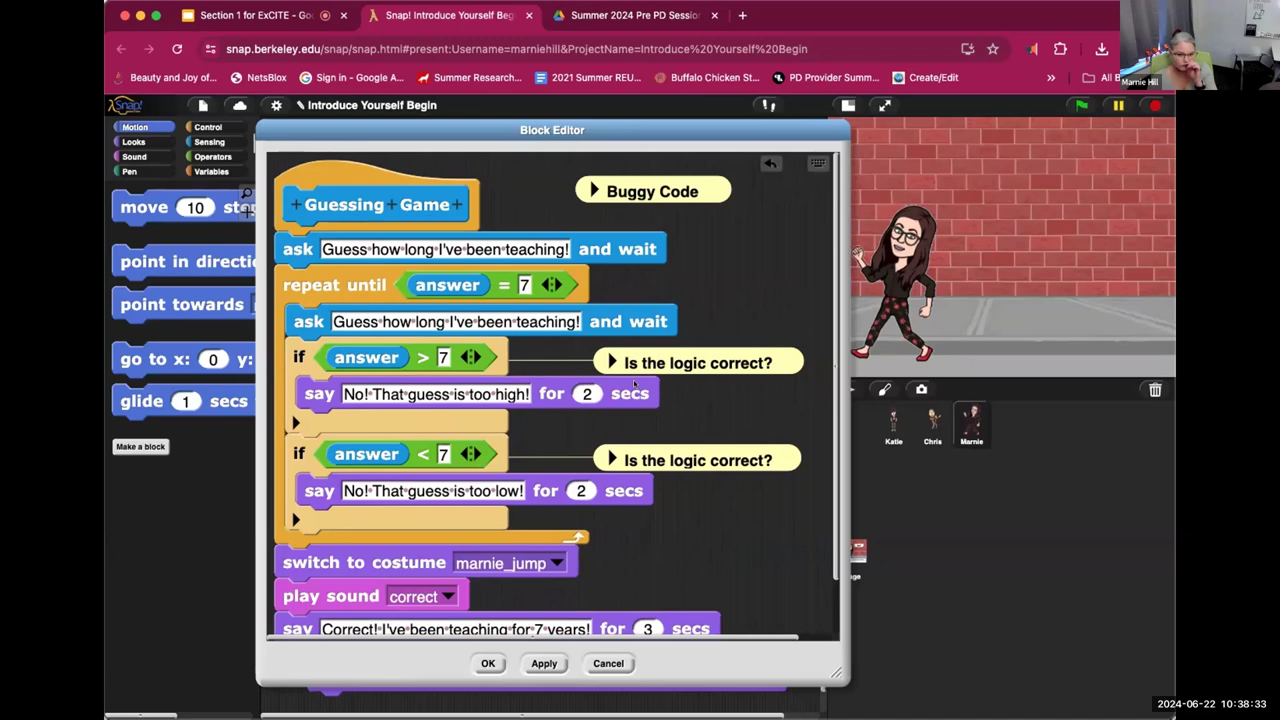 Section 1 for ExCITE - Goo
Snap! Introduce Yourself Begi
Summer 2024 Pre PD Sessio
snap.berkeley.edu/snap/snap.html#present:Username=marniehill&ProjectName=Introduce%20Yourself%20Begin
Beauty and Joy of...
NetsBlox
Sign in - Google A...
Summer Research...
2021 Summer REU...
Buffalo Chicken St...
PD Provider Summ...
Create/Edit
All B
Marnie Hill
Snap!
Introduce Yourself Begin
Motion
Control
Looks
Sensing
Sound
Operators
Pen
Variables
move 10 ste
point in directi
point towards
go to x: 0 y:
glide 1 secs
Make a block
Block Editor
+ Guessing + Game +
Buggy Code
ask Guess how long I've been teaching! and wait
repeat until answer = 7
ask Guess how long I've been teaching! and wait
if answer > 7
Is the logic correct?
say No! That guess is too high! for 2 secs
if answer < 7
Is the logic correct?
say No! That guess is too low! for 2 secs
switch to costume marnie_jump
play sound correct
say Correct! I've been teaching for 7 years! for 3 secs
OK
Apply
Cancel
Katie
Chris
Marnie
2024-06-22 10:38:33